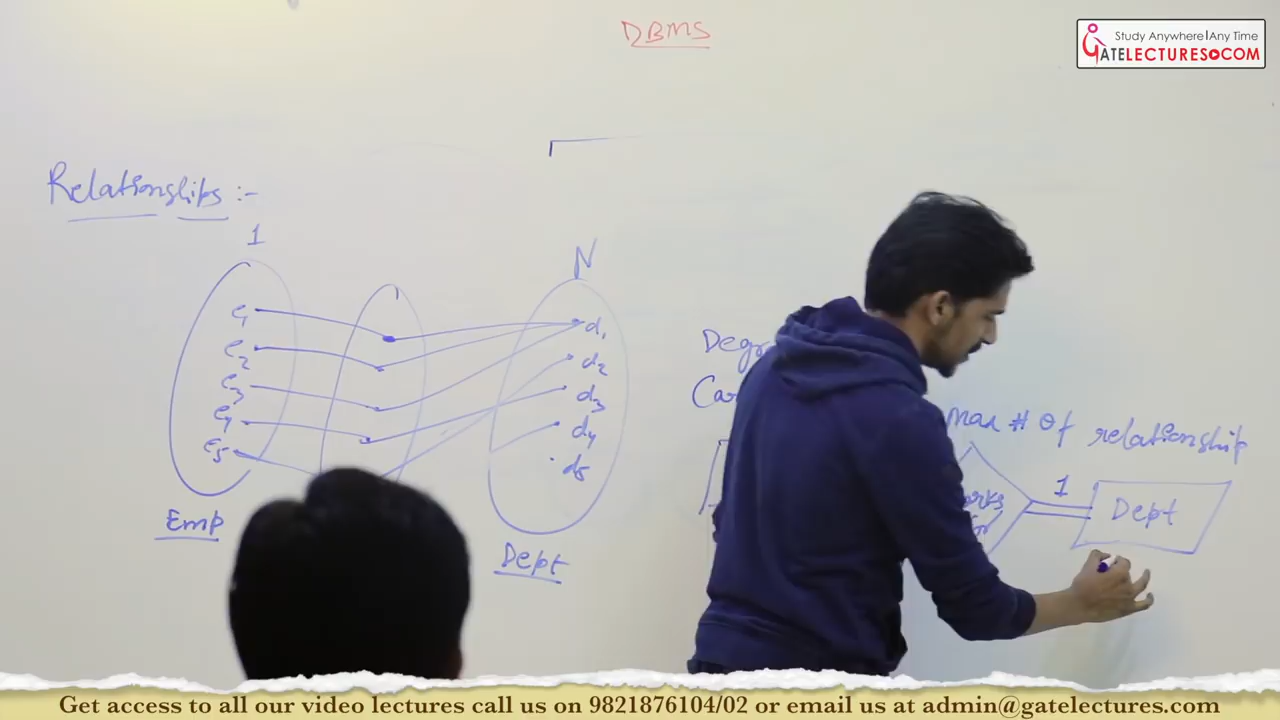 DBMS
Study Anywhere|Any Time
GATELECTURES.COM
Relationships :-
1
N
e1
e2
e3
e4
e5
d1
d2
d3
d4
d5
Emp
Dept
Max # of relationship
1
Dept
Get access to all our video lectures call us on 9821876104/02 or email us at admin@gatelectures.com